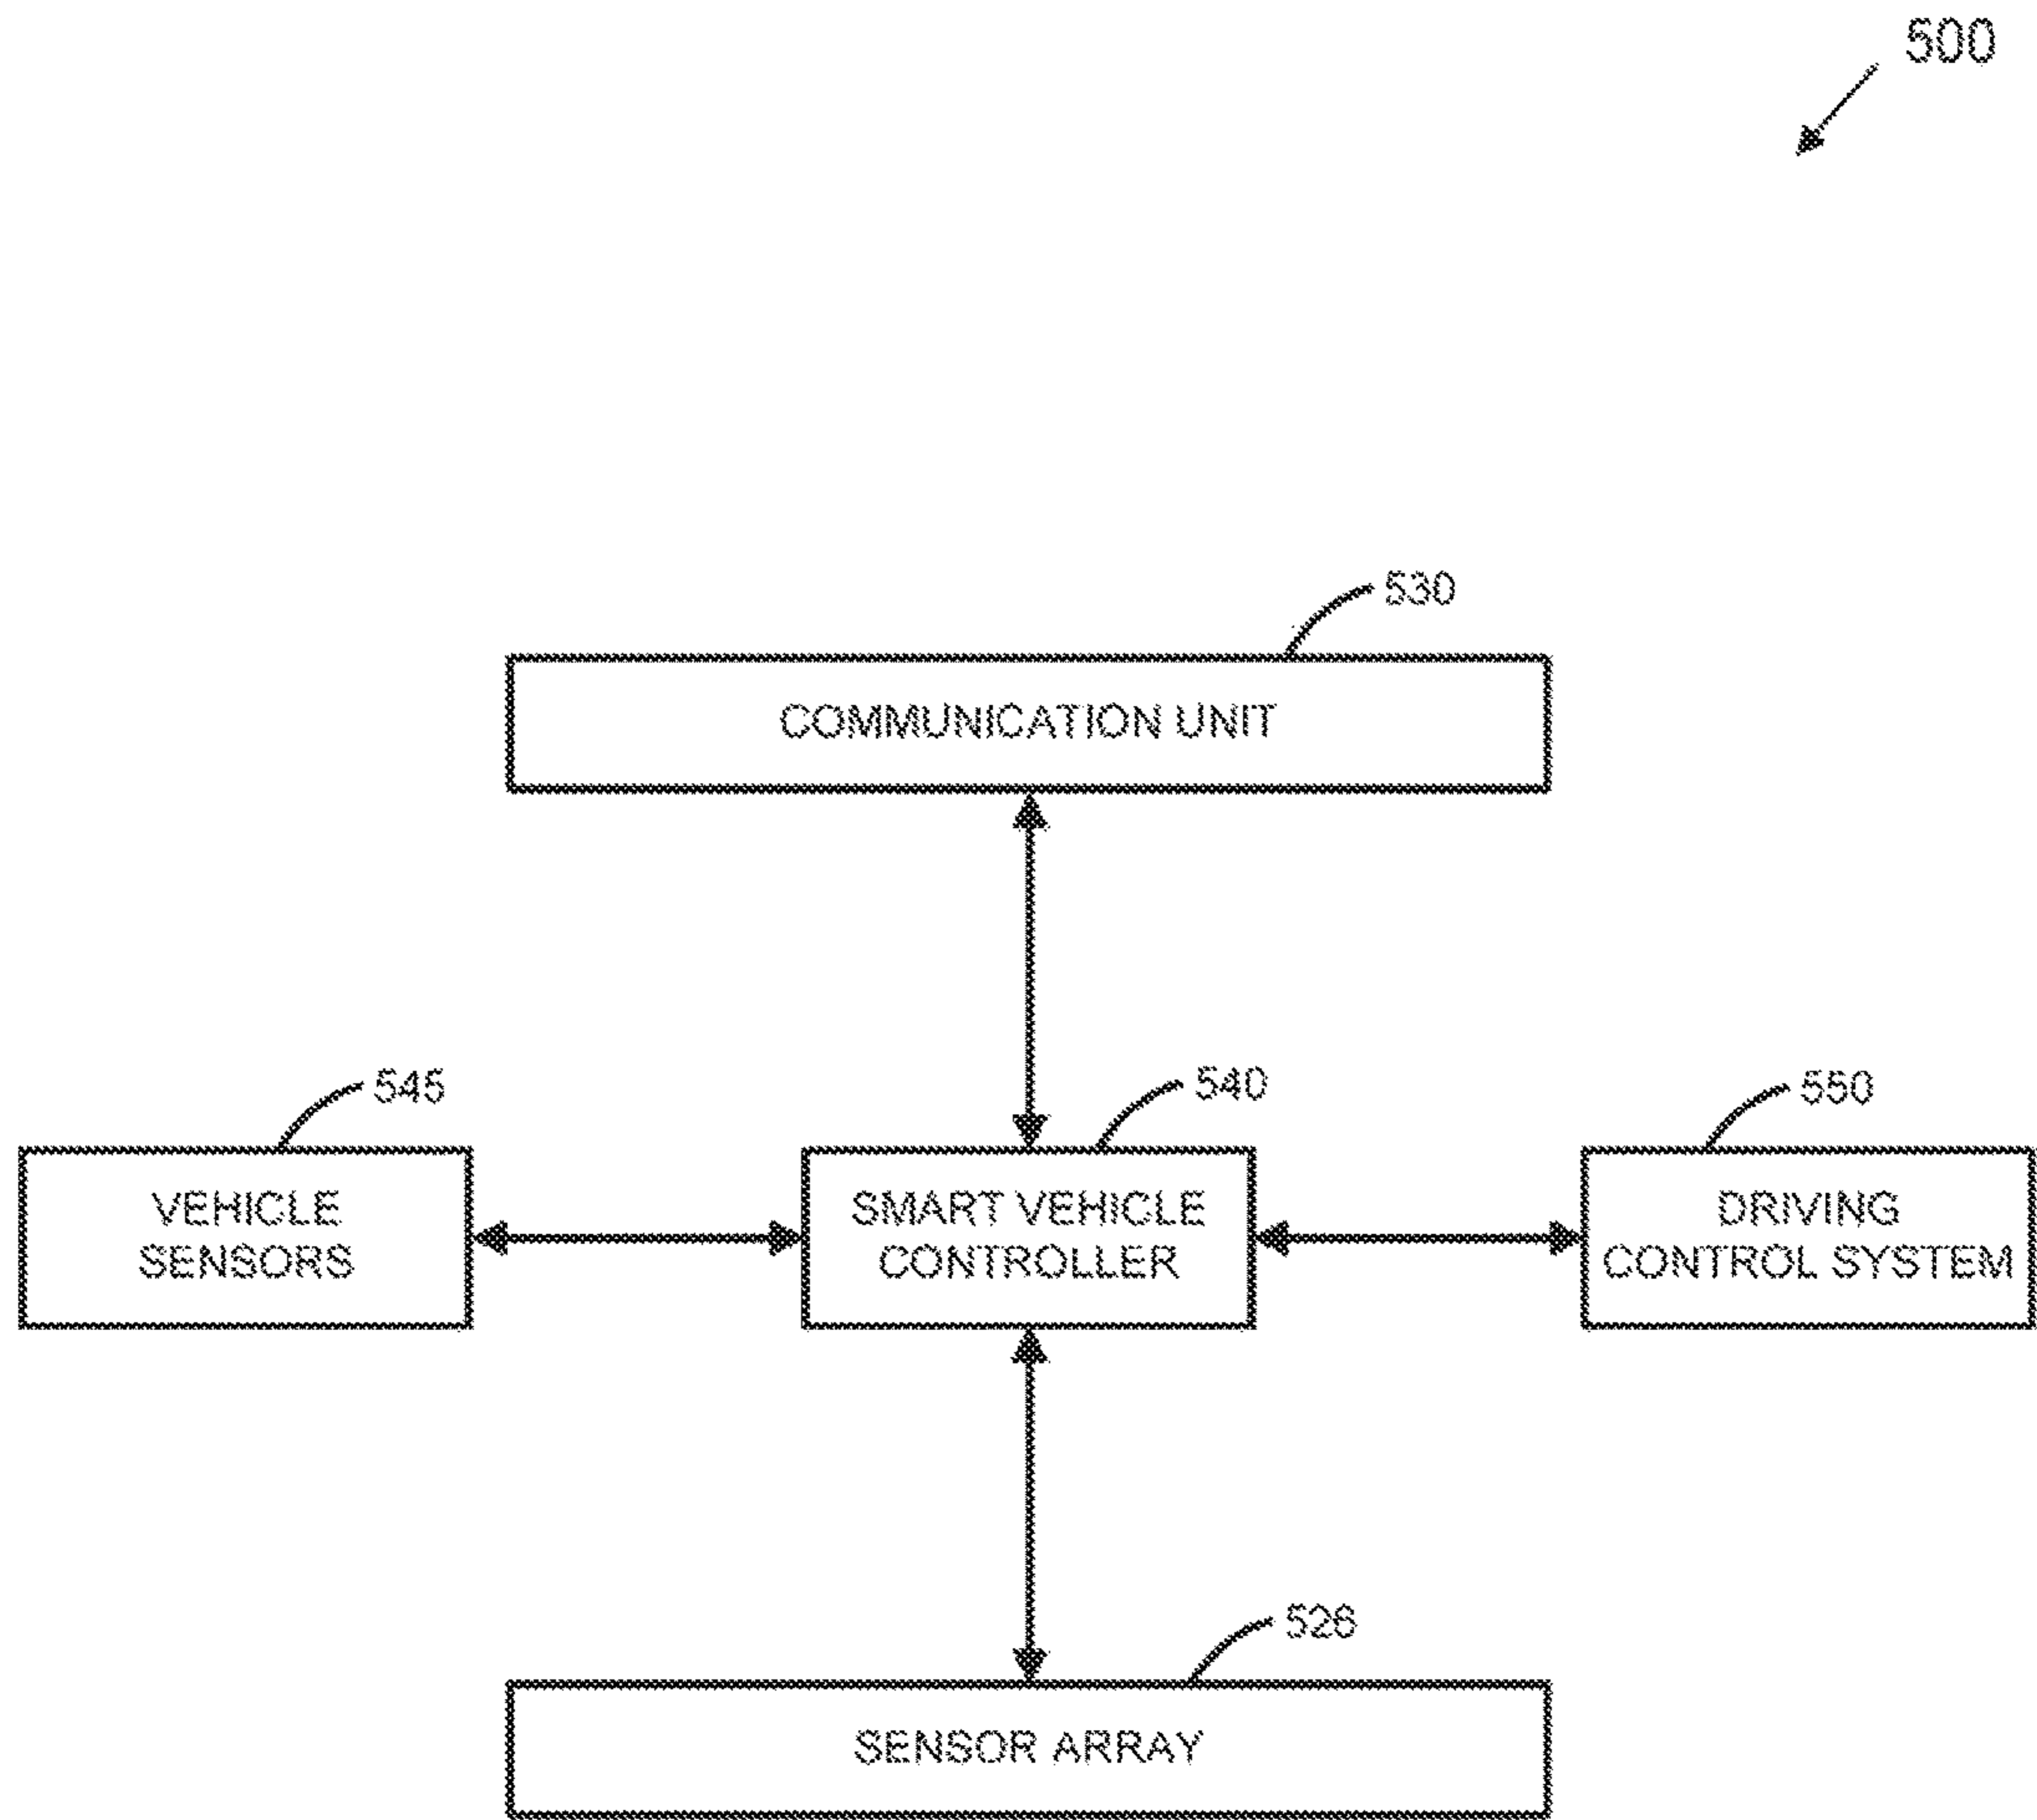 500
530
COMMUNICATION UNIT
545
540
550
VEHICLE
SENSORS
SMART VEHICLE
CONTROLLER
DRIVING
CONTROL SYSTEM
526
SENSOR ARRAY